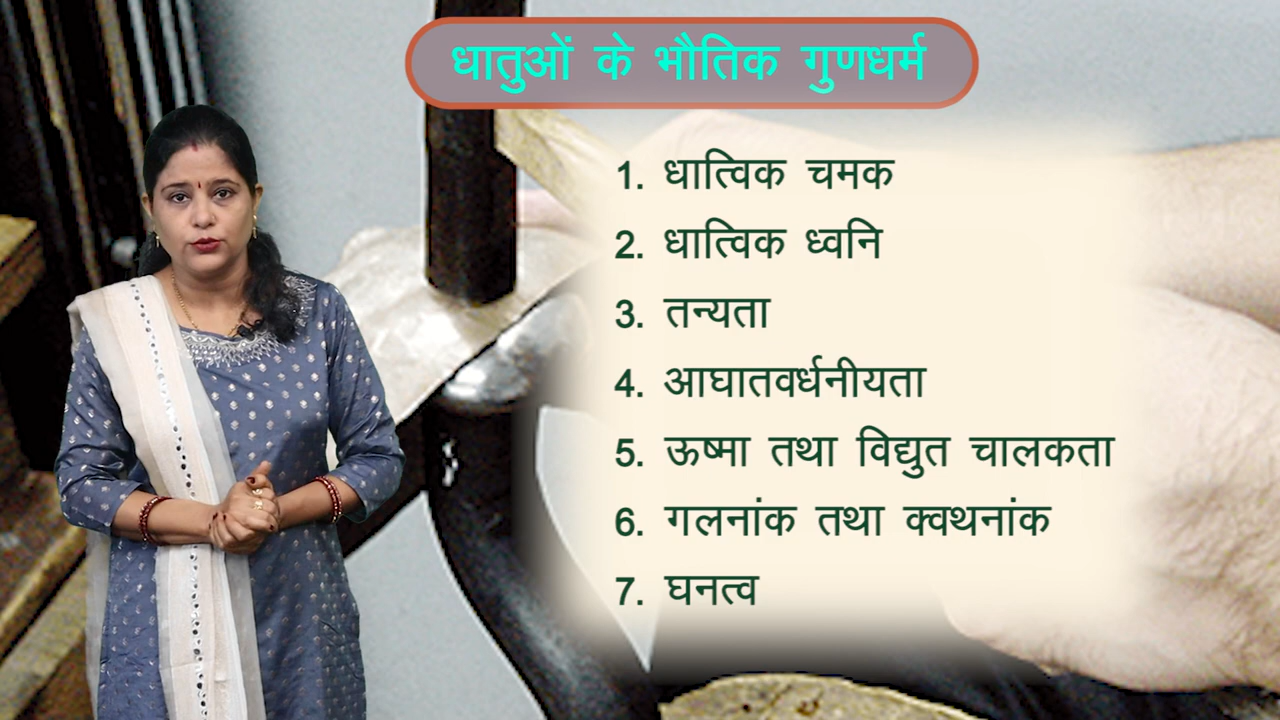 धातुओं के भौतिक गुणधर्म
1. धात्विक चमक
2. धात्विक ध्वनि
3. तन्यता
4. आघातवर्धनीयता
5. ऊष्मा तथा विद्युत चालकता
6. गलनांक तथा क्वथनांक
7. घनत्व